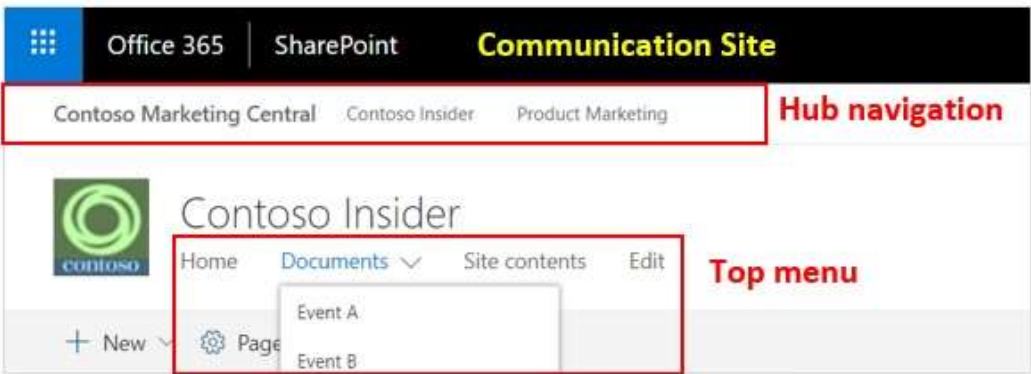 Office 365 SharePoint Communication Site
Contoso Marketing Central Contoso Insider Product Marketing Hub navigation
contoso
Contoso Insider
Home Documents Site contents Edit
Top menu
Event A
New Page
Event B